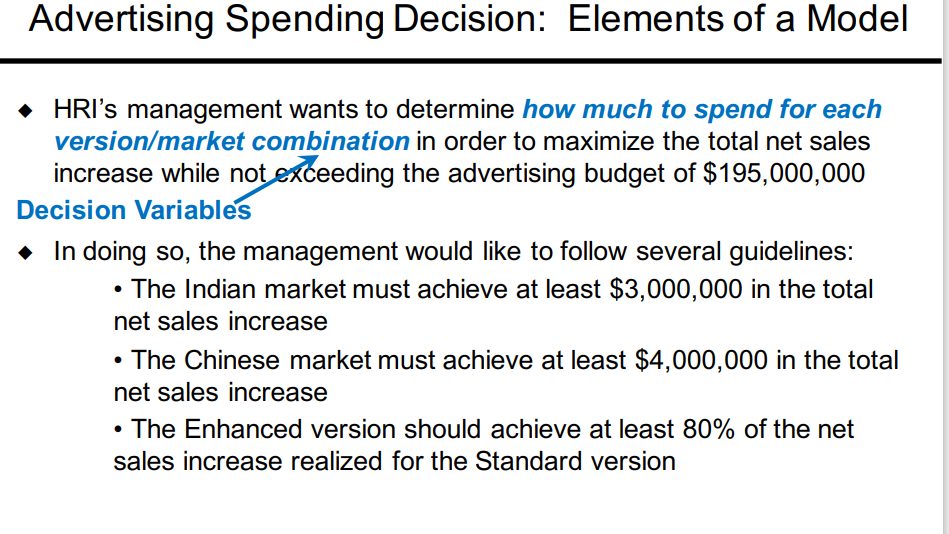 Advertising Spending Decision: Elements of a Model
◆ HRI's management wants to determine how much to spend for each
version/market combination in order to maximize the total net sales
increase while not exceeding the advertising budget of $195,000,000
Decision Variables
◆ In doing so, the management would like to follow several guidelines:
• The Indian market must achieve at least $3,000,000 in the total
net sales increase
• The Chinese market must achieve at least $4,000,000 in the total
net sales increase
• The Enhanced version should achieve at least 80% of the net
sales increase realized for the Standard version